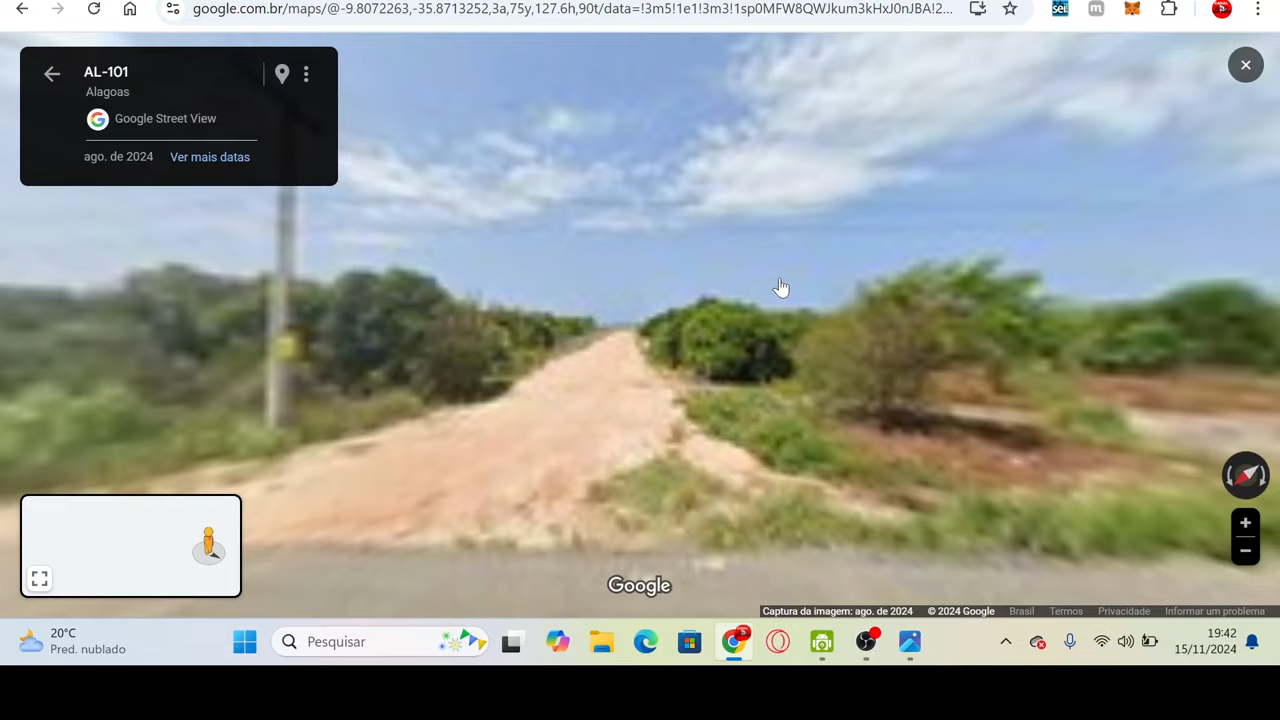 google.com.br/maps/@-9.8072263,-35.8713252,3a,75y,127.6h,90t/data=!3m5!1e1!3m3!1sp0MFW8QWJkum3kHxJ0nJBA!2...
sei!
m
AL-101
Alagoas
Google Street View
ago. de 2024 Ver mais datas
Google
Captura da imagem: ago. de 2024 © 2024 Google Brasil Termos Privacidade Informar um problema
20°C
Pred. nublado
Pesquisar
19:42
15/11/2024